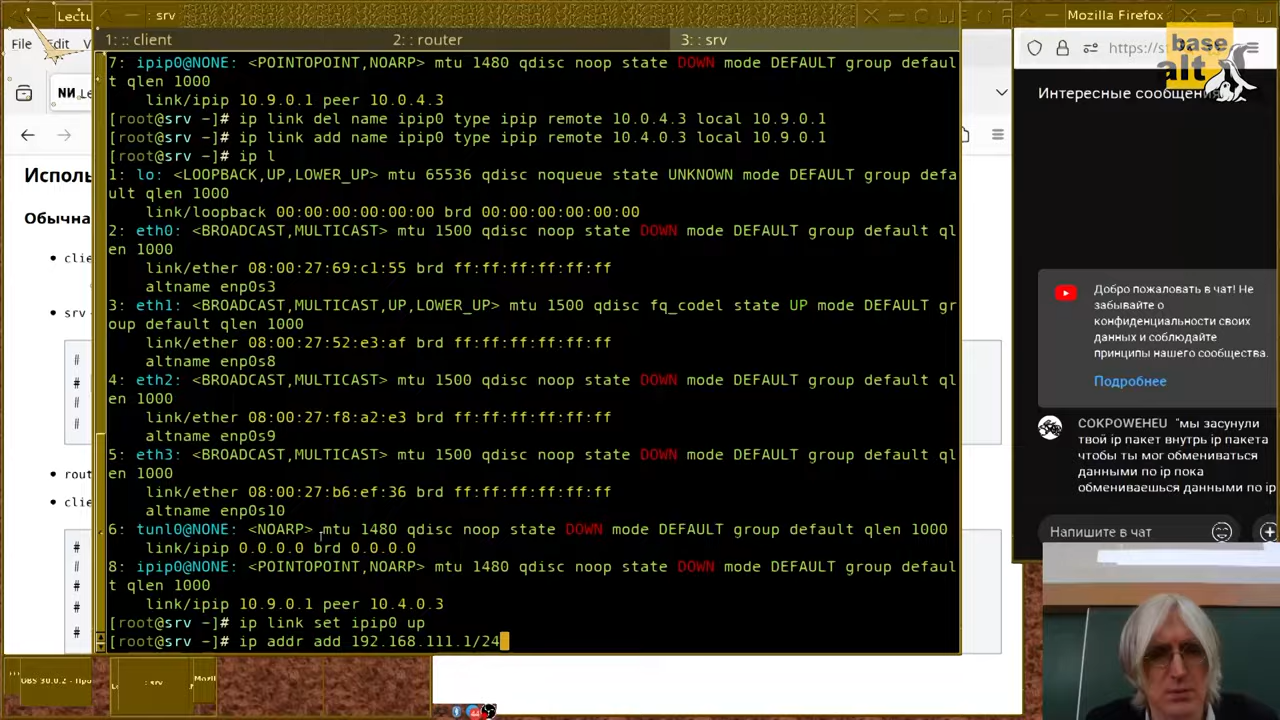 Lectu
: srv
Mozilla Firefox
File Edit V
1: :: client
2: : router
3: : srv
https://s
base
alt
NИ Le
7: ipip0@NONE: <POINTOPOINT,NOARP> mtu 1480 qdisc noop state DOWN mode DEFAULT group defaul
t qlen 1000
    link/ipip 10.9.0.1 peer 10.0.4.3
[root@srv ~]# ip link del name ipip0 type ipip remote 10.0.4.3 local 10.9.0.1
[root@srv ~]# ip link add name ipip0 type ipip remote 10.4.0.3 local 10.9.0.1
[root@srv ~]# ip l
1: lo: <LOOPBACK,UP,LOWER_UP> mtu 65536 qdisc noqueue state UNKNOWN mode DEFAULT group defa
ult qlen 1000
    link/loopback 00:00:00:00:00:00 brd 00:00:00:00:00:00
2: eth0: <BROADCAST,MULTICAST> mtu 1500 qdisc noop state DOWN mode DEFAULT group default ql
en 1000
    link/ether 08:00:27:69:c1:55 brd ff:ff:ff:ff:ff:ff
    altname enp0s3
3: eth1: <BROADCAST,MULTICAST,UP,LOWER_UP> mtu 1500 qdisc fq_codel state UP mode DEFAULT gr
oup default qlen 1000
    link/ether 08:00:27:52:e3:af brd ff:ff:ff:ff:ff:ff
    altname enp0s8
4: eth2: <BROADCAST,MULTICAST> mtu 1500 qdisc noop state DOWN mode DEFAULT group default ql
en 1000
    link/ether 08:00:27:f8:a2:e3 brd ff:ff:ff:ff:ff:ff
    altname enp0s9
5: eth3: <BROADCAST,MULTICAST> mtu 1500 qdisc noop state DOWN mode DEFAULT group default ql
en 1000
    link/ether 08:00:27:b6:ef:36 brd ff:ff:ff:ff:ff:ff
    altname enp0s10
6: tunl0@NONE: <NOARP> mtu 1480 qdisc noop state DOWN mode DEFAULT group default qlen 1000
    link/ipip 0.0.0.0 brd 0.0.0.0
8: ipip0@NONE: <POINTOPOINT,NOARP> mtu 1480 qdisc noop state DOWN mode DEFAULT group defaul
t qlen 1000
    link/ipip 10.9.0.1 peer 10.4.0.3
[root@srv ~]# ip link set ipip0 up
[root@srv ~]# ip addr add 192.168.111.1/24
Исполь
Обычна
• clie
• srv
#
#
#
#
• rout
• clie
#
#
#
#
#
Интересные сообщения
Добро пожаловать в чат! Не
забывайте о
конфиденциальности своих
данных и соблюдайте
принципы нашего сообщества.
Подробнее
COKPOWEHEU "мы засунули
твой ip пакет внутрь ip пакета
чтобы ты мог обмениваться
данными по ip пока
обмениваешься данными по ip
Напишите в чат
OBS 30.0.2 - Про
: srv
Mozil